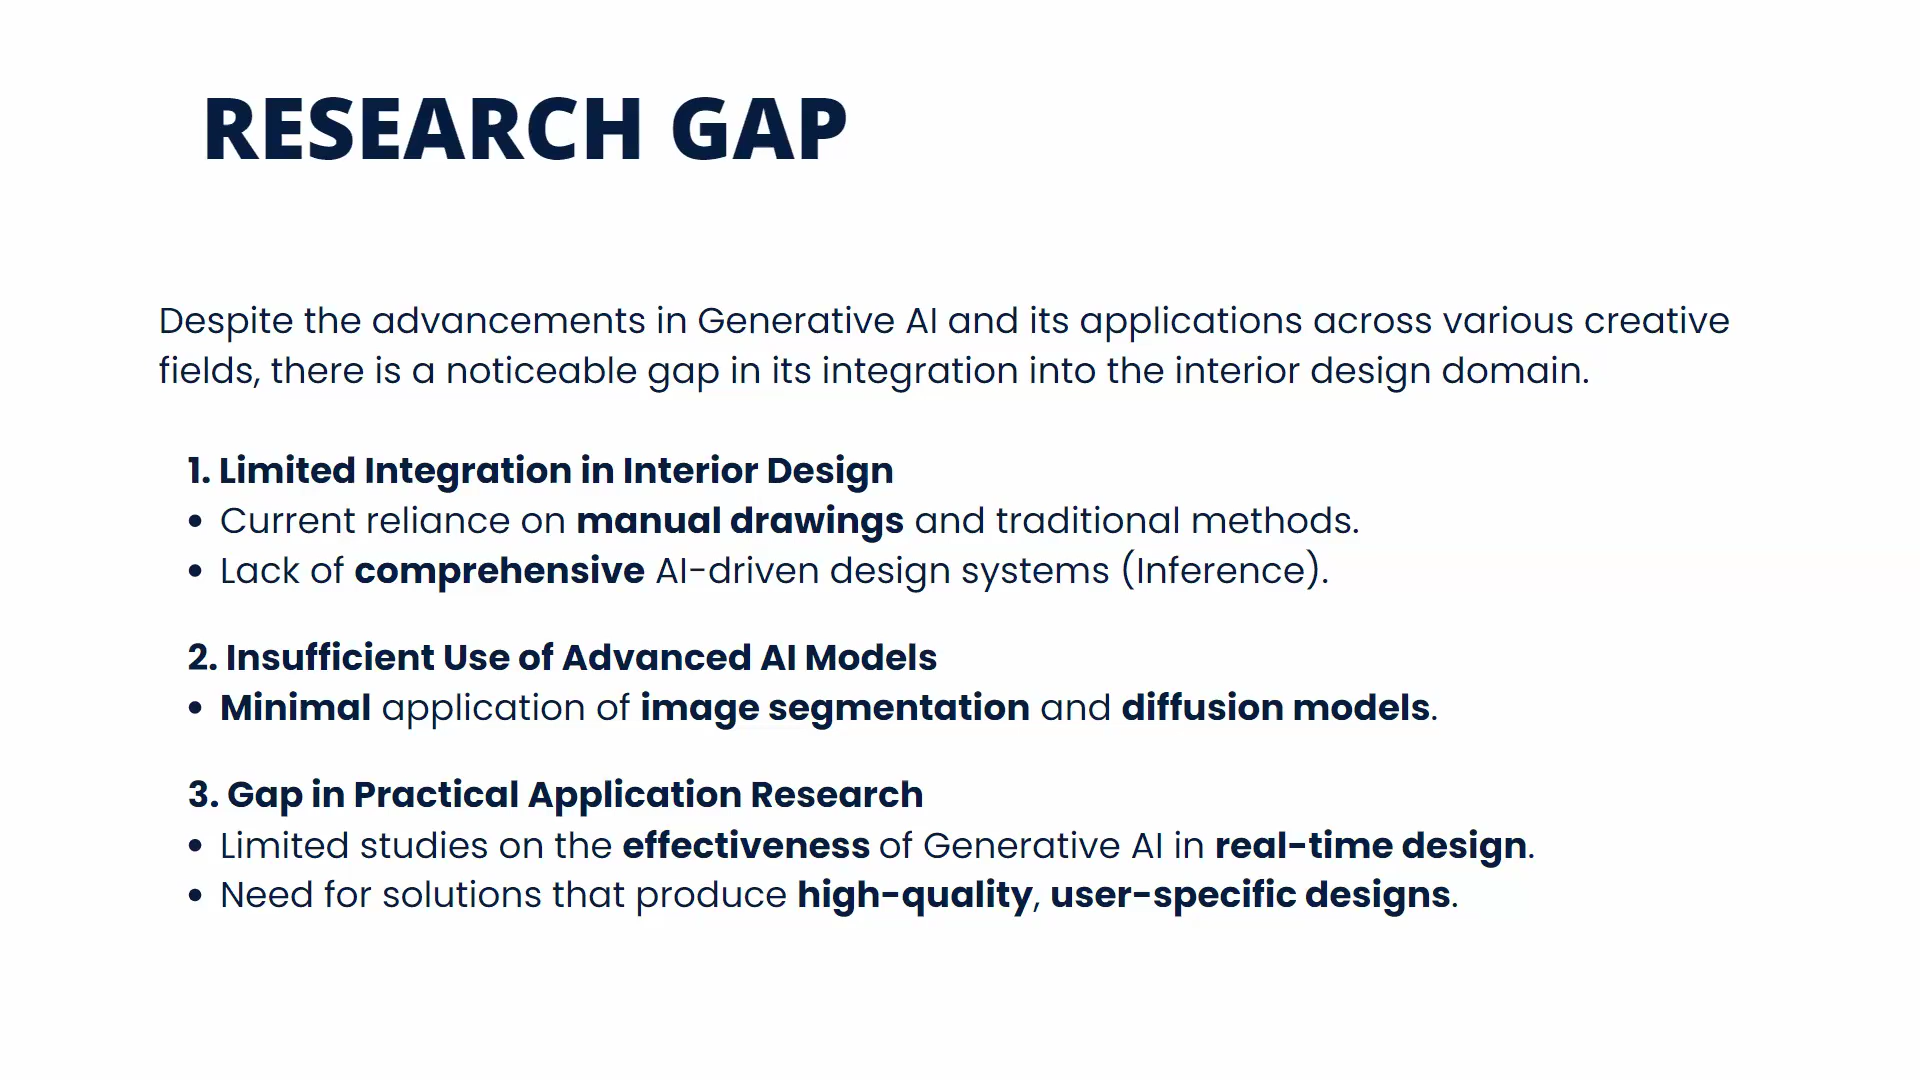 RESEARCH GAP
Despite the advancements in Generative AI and its applications across various creative
fields, there is a noticeable gap in its integration into the interior design domain.
1. Limited Integration in Interior Design
• Current reliance on manual drawings and traditional methods.
• Lack of comprehensive AI-driven design systems (Inference).
2. Insufficient Use of Advanced AI Models
• Minimal application of image segmentation and diffusion models.
3. Gap in Practical Application Research
• Limited studies on the effectiveness of Generative AI in real-time design.
• Need for solutions that produce high-quality, user-specific designs.